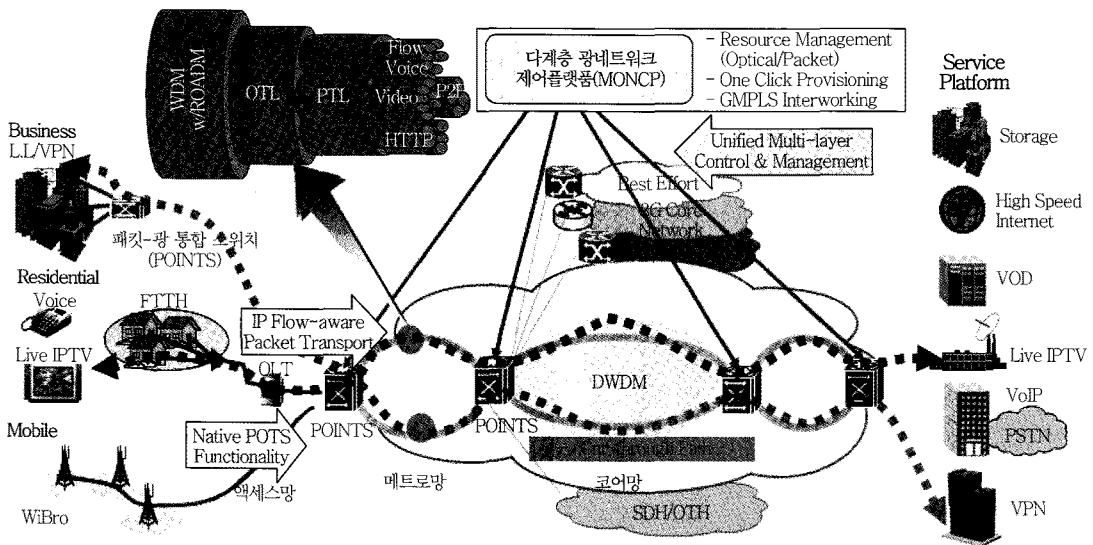 WDM
w/ROADM
OTL
PTL
Flow
Voice
Video
HTTP
P2P
다계층 광네트워크
제어플랫폼(MONCP)
- Resource Management
(Optical/Packet)
- One Click Provisioning
- GMPLS Interworking
Unified Multi-layer
Control & Management
Service
Platform
Storage
High Speed
Internet
VOD
Live IPTV
VoIP
PSTN
VPN
Business
L.L/VPN
패킷-광 통합 스위치
(POINTS)
Residential
Voice
FTTH
Live IPTV
OLT
Mobile
WiBro
IP Flow-aware
Packet Transport
Native POTS
Functionality
액세스망
POINTS
메트로망
POINTS
Best Effort
Core
Network
DWDM
코어망
SDH/OTH